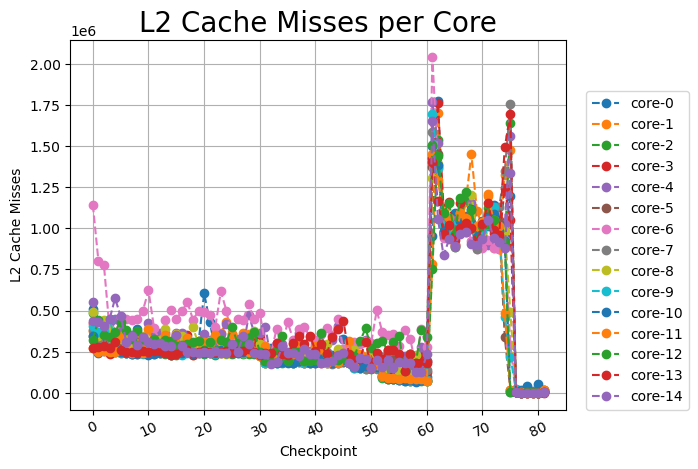 L2 Cache Misses per Core
1e6
2.00
1.75
1.50
1.25
1.00
0.75
0.50
0.25
0.00
L2 Cache Misses
0 10 20 30 40 50 60 70 80
Checkpoint
core-0
core-1
core-2
core-3
core-4
core-5
core-6
core-7
core-8
core-9
core-10
core-11
core-12
core-13
core-14